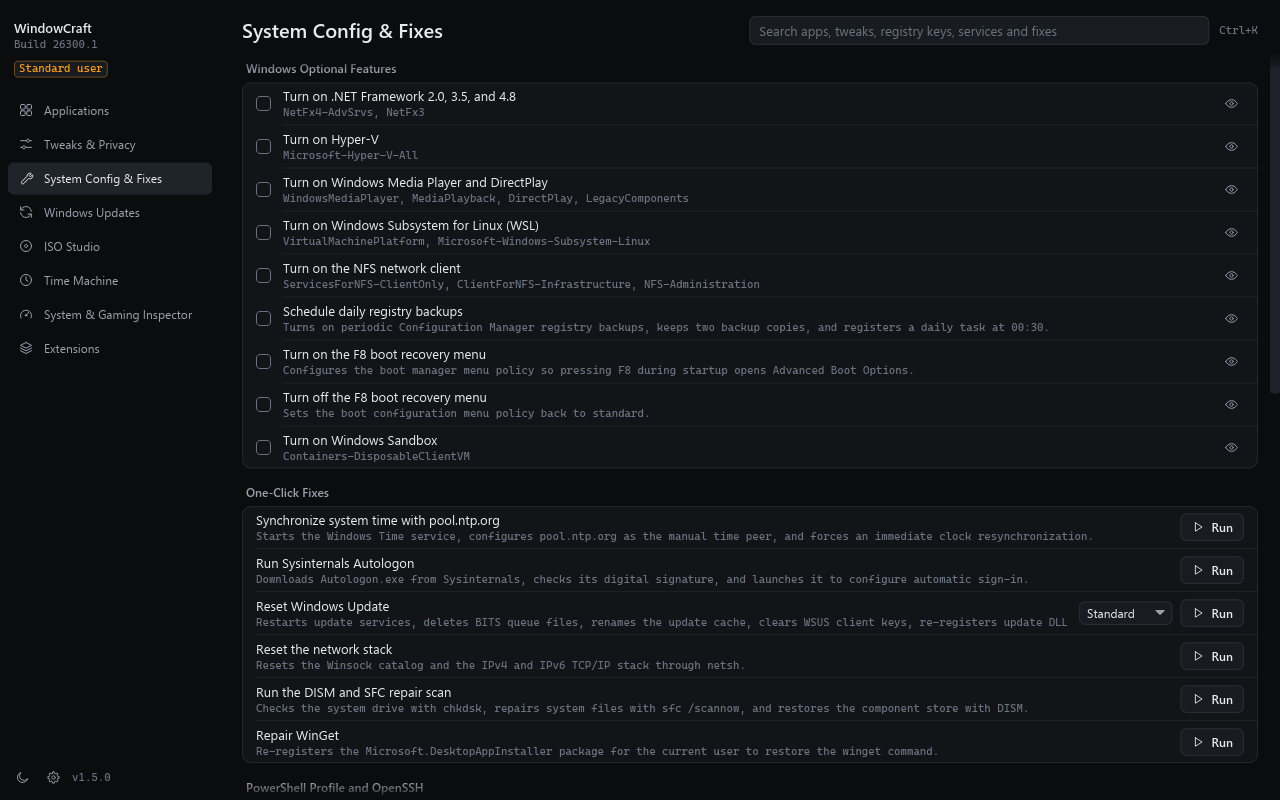 WindowCraft
Build 26300.1
Standard user
Applications
Tweaks & Privacy
System Config & Fixes
Windows Updates
ISO Studio
Time Machine
System & Gaming Inspector
Extensions
v1.5.0
System Config & Fixes
Search apps, tweaks, registry keys, services and fixes
Ctrl+K
Windows Optional Features
Turn on .NET Framework 2.0, 3.5, and 4.8
NetFx4-AdvSrvs, NetFx3
Turn on Hyper-V
Microsoft-Hyper-V-All
Turn on Windows Media Player and DirectPlay
WindowsMediaPlayer, MediaPlayback, DirectPlay, LegacyComponents
Turn on Windows Subsystem for Linux (WSL)
VirtualMachinePlatform, Microsoft-Windows-Subsystem-Linux
Turn on the NFS network client
ServicesForNFS-ClientOnly, ClientForNFS-Infrastructure, NFS-Administration
Schedule daily registry backups
Turns on periodic Configuration Manager registry backups, keeps two backup copies, and registers a daily task at 00:30.
Turn on the F8 boot recovery menu
Configures the boot manager menu policy so pressing F8 during startup opens Advanced Boot Options.
Turn off the F8 boot recovery menu
Sets the boot configuration menu policy back to standard.
Turn on Windows Sandbox
Containers-DisposableClientVM
One-Click Fixes
Synchronize system time with pool.ntp.org
Starts the Windows Time service, configures pool.ntp.org as the manual time peer, and forces an immediate clock resynchronization.
Run
Run Sysinternals Autologon
Downloads Autologon.exe from Sysinternals, checks its digital signature, and launches it to configure automatic sign-in.
Run
Reset Windows Update
Restarts update services, deletes BITS queue files, renames the update cache, clears WSUS client keys, re-registers update DLL
Standard
Run
Reset the network stack
Resets the Winsock catalog and the IPv4 and IPv6 TCP/IP stack through netsh.
Run
Run the DISM and SFC repair scan
Checks the system drive with chkdsk, repairs system files with sfc /scannow, and restores the component store with DISM.
Run
Repair WinGet
Re-registers the Microsoft.DesktopAppInstaller package for the current user to restore the winget command.
Run
PowerShell Profile and OpenSSH